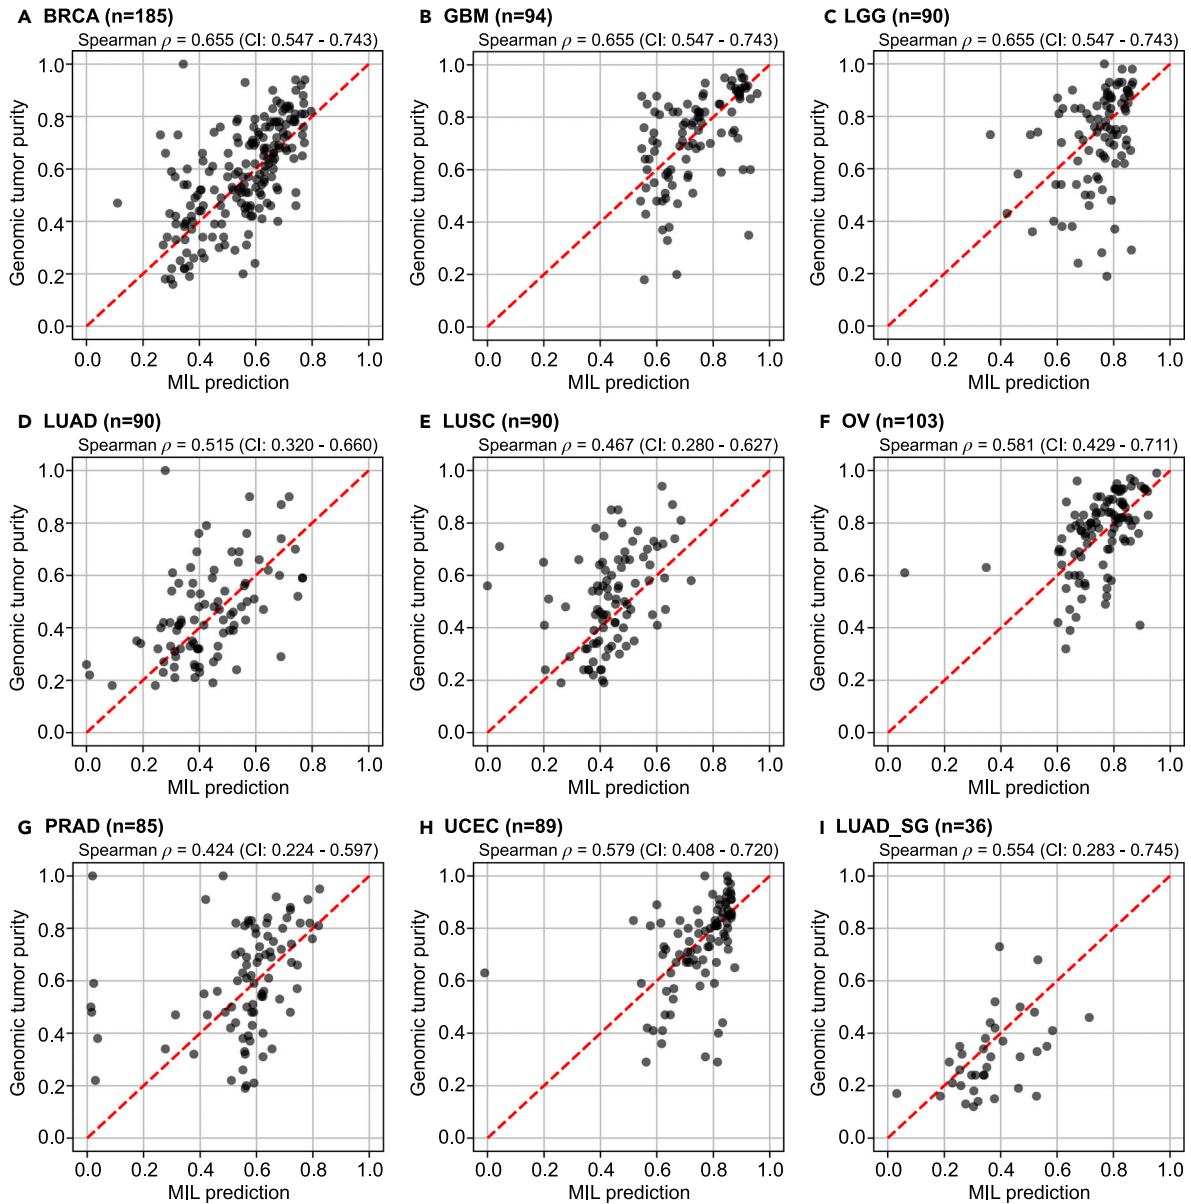 A BRCA (n=185)
Spearman ρ = 0.655 (CI: 0.547 - 0.743)
1.0
0.8
0.6
0.4
0.2
0.0
Genomic tumor purity
0.0 0.2 0.4 0.6 0.8 1.0
MIL prediction
B GBM (n=94)
Spearman ρ = 0.655 (CI: 0.547 - 0.743)
1.0
0.8
0.6
0.4
0.2
0.0
Genomic tumor purity
0.0 0.2 0.4 0.6 0.8 1.0
MIL prediction
C LGG (n=90)
Spearman ρ = 0.655 (CI: 0.547 - 0.743)
1.0
0.8
0.6
0.4
0.2
0.0
Genomic tumor purity
0.0 0.2 0.4 0.6 0.8 1.0
MIL prediction
D LUAD (n=90)
Spearman ρ = 0.515 (CI: 0.320 - 0.660)
1.0
0.8
0.6
0.4
0.2
0.0
Genomic tumor purity
0.0 0.2 0.4 0.6 0.8 1.0
MIL prediction
E LUSC (n=90)
Spearman ρ = 0.467 (CI: 0.280 - 0.627)
1.0
0.8
0.6
0.4
0.2
0.0
Genomic tumor purity
0.0 0.2 0.4 0.6 0.8 1.0
MIL prediction
F OV (n=103)
Spearman ρ = 0.581 (CI: 0.429 - 0.711)
1.0
0.8
0.6
0.4
0.2
0.0
Genomic tumor purity
0.0 0.2 0.4 0.6 0.8 1.0
MIL prediction
G PRAD (n=85)
Spearman ρ = 0.424 (CI: 0.224 - 0.597)
1.0
0.8
0.6
0.4
0.2
0.0
Genomic tumor purity
0.0 0.2 0.4 0.6 0.8 1.0
MIL prediction
H UCEC (n=89)
Spearman ρ = 0.579 (CI: 0.408 - 0.720)
1.0
0.8
0.6
0.4
0.2
0.0
Genomic tumor purity
0.0 0.2 0.4 0.6 0.8 1.0
MIL prediction
I LUAD_SG (n=36)
Spearman ρ = 0.554 (CI: 0.283 - 0.745)
1.0
0.8
0.6
0.4
0.2
0.0
Genomic tumor purity
0.0 0.2 0.4 0.6 0.8 1.0
MIL prediction